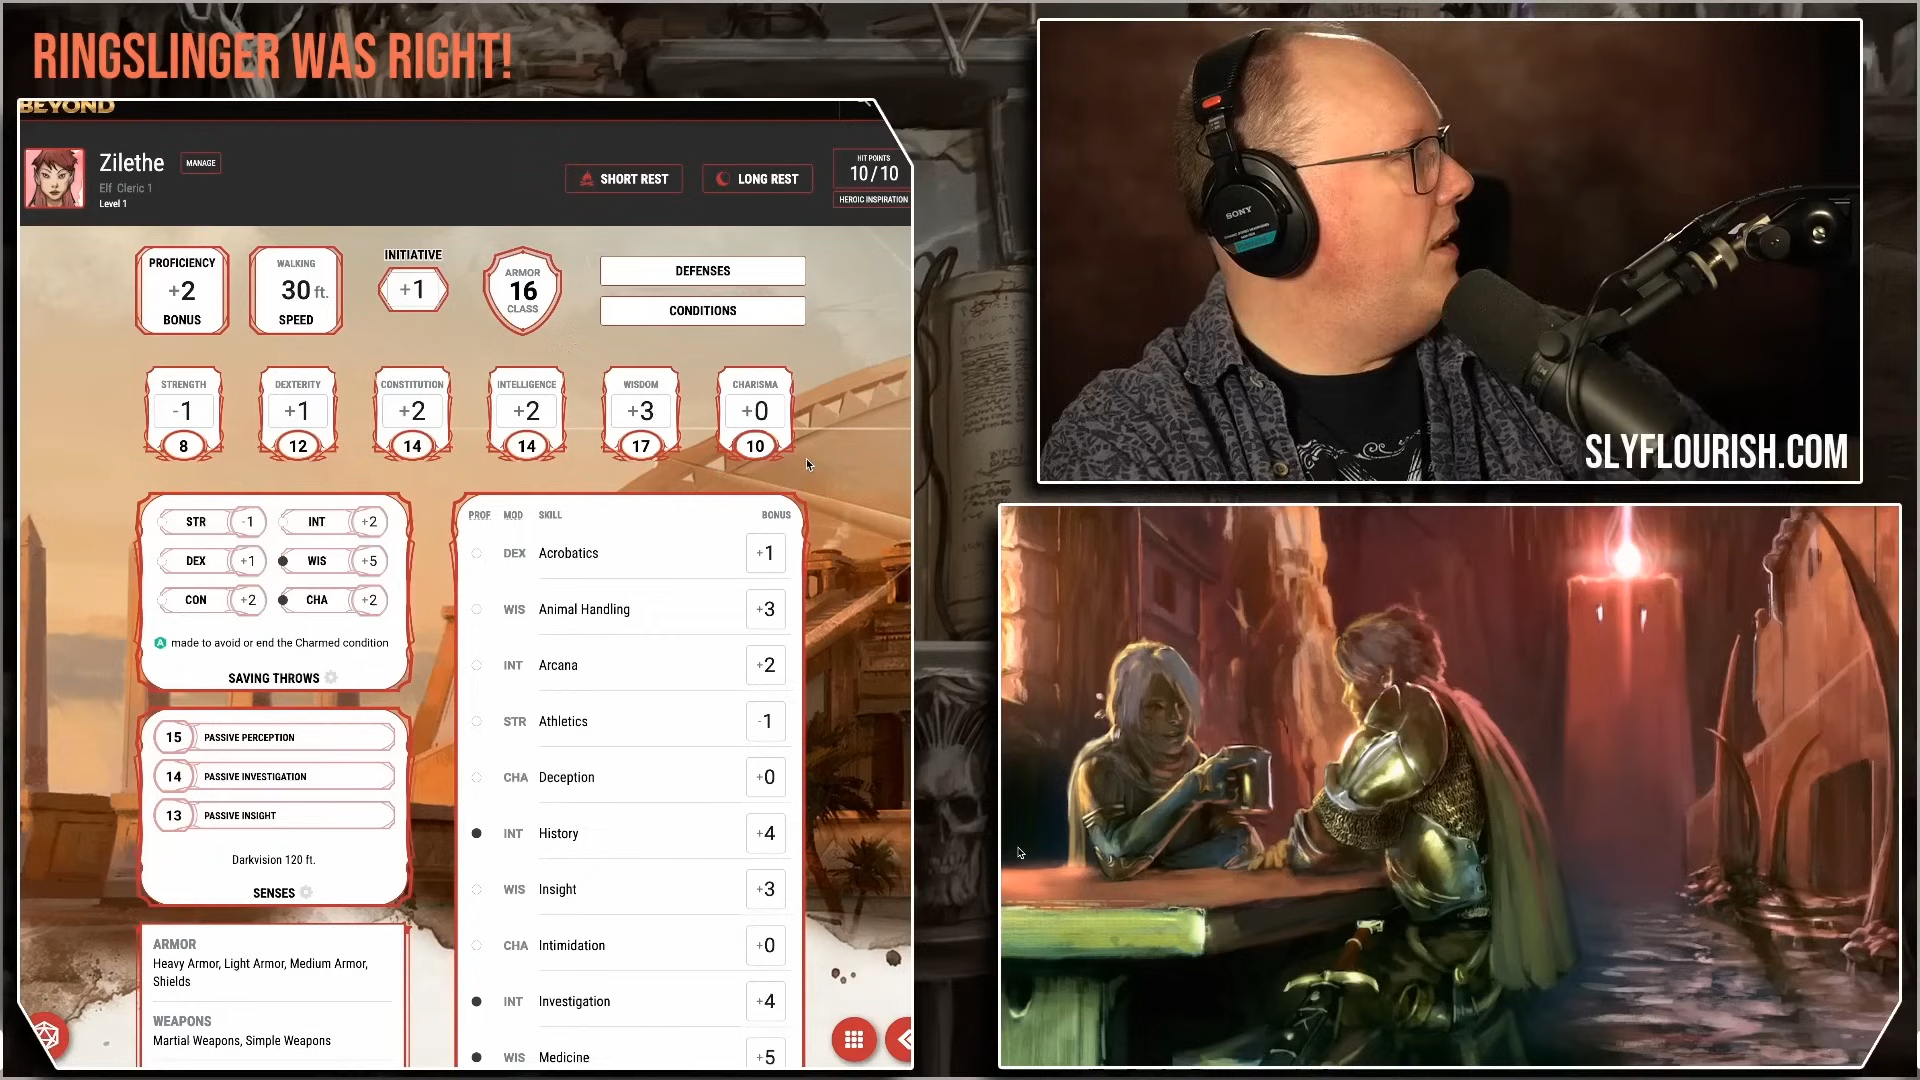 RINGSLINGER WAS RIGHT!
BEYOND
Zilethe
MANAGE
Elf Cleric 1
Level 1
SHORT REST
LONG REST
HIT POINTS
10/10
HEROIC INSPIRATION
PROFICIENCY
+2
BONUS
WALKING
30 ft.
SPEED
INITIATIVE
+1
ARMOR
16
CLASS
DEFENSES
CONDITIONS
STRENGTH
-1
8
DEXTERITY
+1
12
CONSTITUTION
+2
14
INTELLIGENCE
+2
14
WISDOM
+3
17
CHARISMA
+0
10
STR -1
INT +2
DEX +1
WIS +5
CON +2
CHA +2
A made to avoid or end the Charmed condition
SAVING THROWS
15 PASSIVE PERCEPTION
14 PASSIVE INVESTIGATION
13 PASSIVE INSIGHT
Darkvision 120 ft.
SENSES
ARMOR
Heavy Armor, Light Armor, Medium Armor,
Shields
WEAPONS
Martial Weapons, Simple Weapons
PROF MOD SKILL BONUS
DEX Acrobatics +1
WIS Animal Handling +3
INT Arcana +2
STR Athletics -1
CHA Deception +0
INT History +4
WIS Insight +3
CHA Intimidation +0
INT Investigation +4
WIS Medicine +5
SONY
SLYFLOURISH.COM